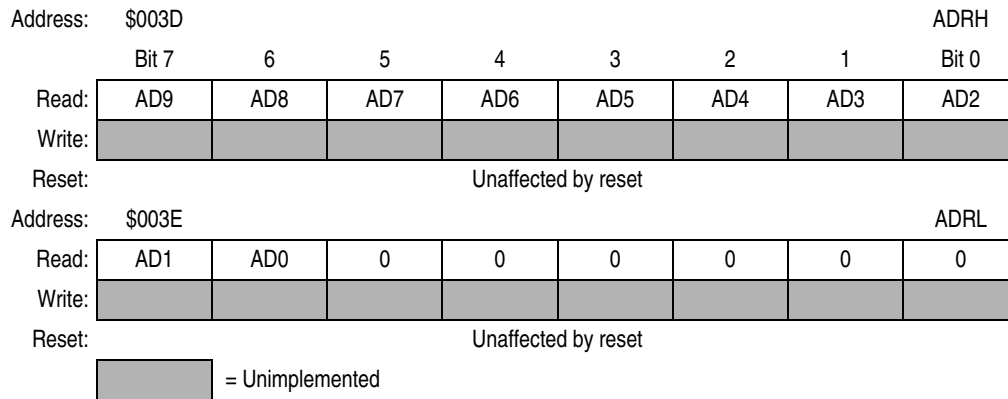 Address: $003D ADRH
Bit 7 6 5 4 3 2 1 Bit 0
Read: AD9 AD8 AD7 AD6 AD5 AD4 AD3 AD2
Write:
Reset: Unaffected by reset
Address: $003E ADRL
Read: AD1 AD0 0 0 0 0 0 0
Write:
Reset: Unaffected by reset
= Unimplemented